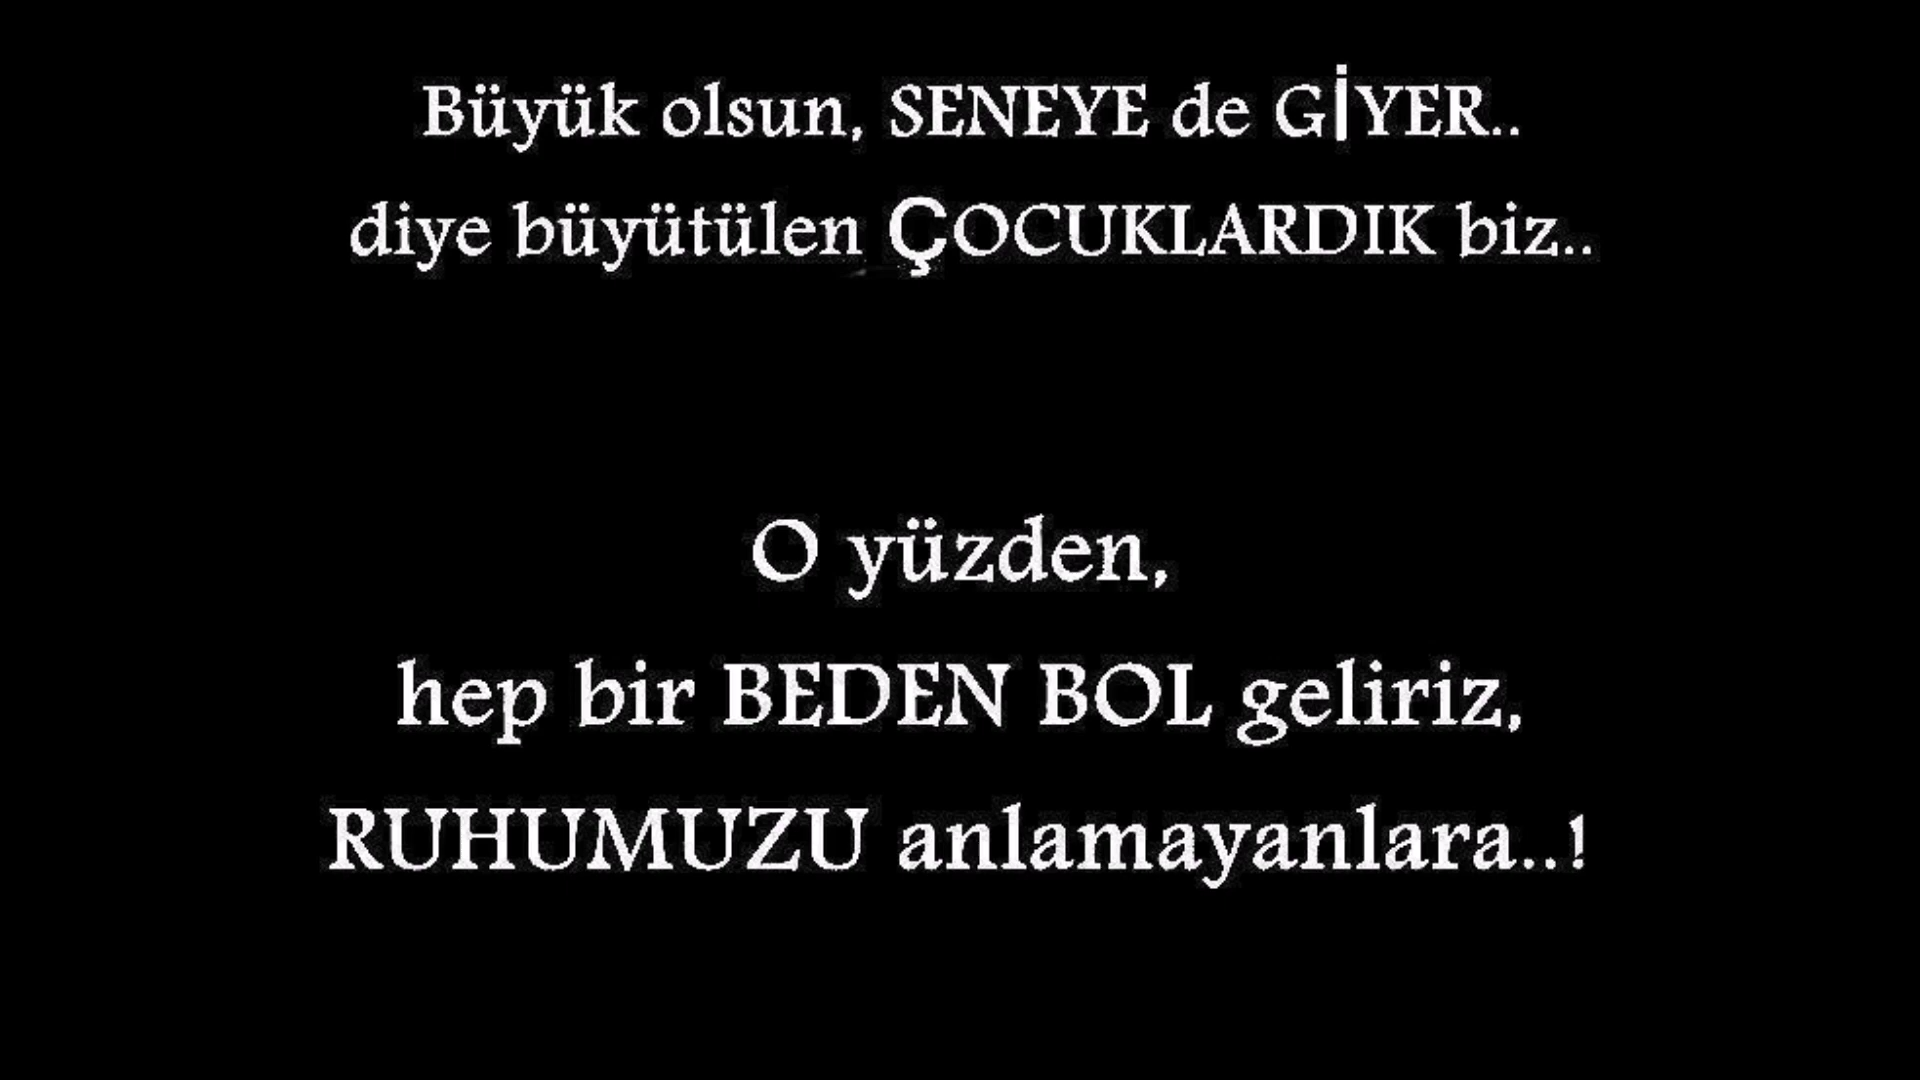 Büyük olsun, SENEYE de GİYER..
diye büyütülen ÇOCUKLARDIK biz..
O yüzden,
hep bir BEDEN BOL geliriz,
RUHUMUZU anlamayanlara..!